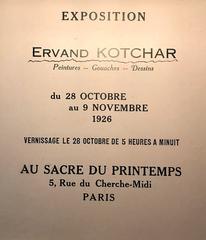 EXPOSITION
ERVAND KOTCHAR
Peintures – Gouaches – Dessins
du 28 OCTOBRE
au 9 NOVEMBRE
1926
VERNISSAGE LE 28 OCTOBRE DE 5 HEURES A MINUIT
AU SACRE DU PRINTEMPS
5, Rue du Cherche-Midi
PARIS